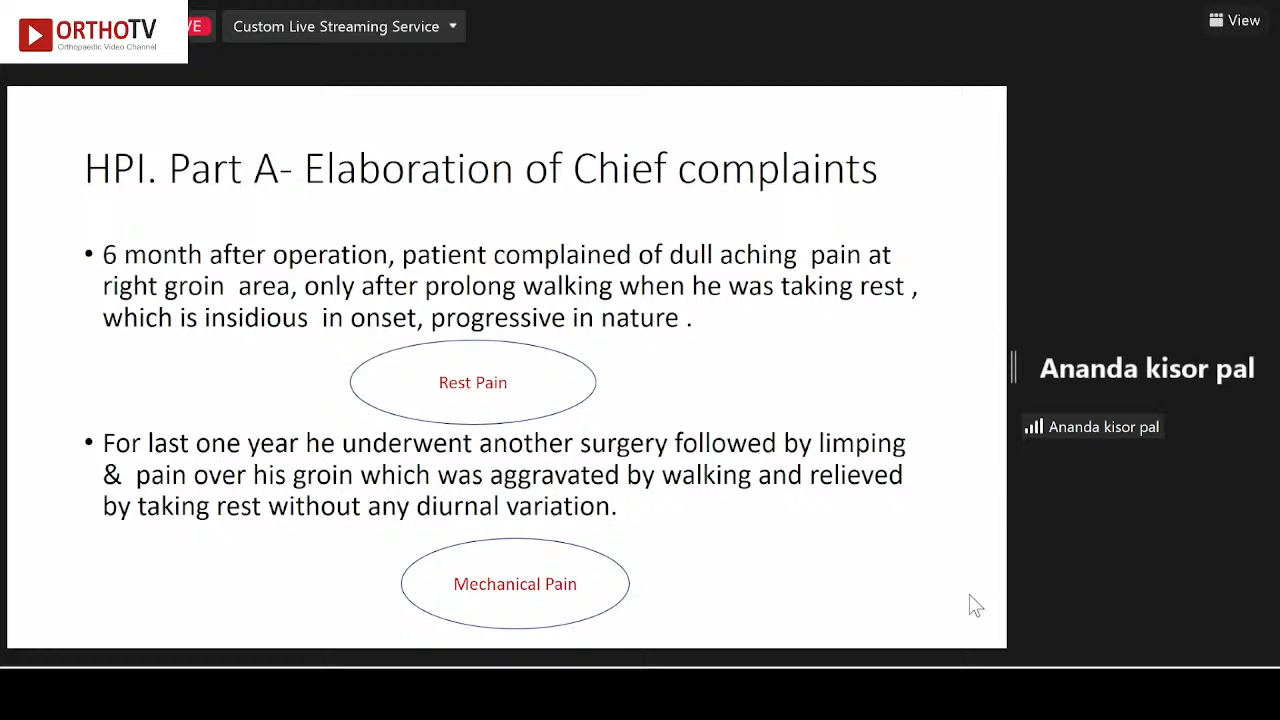 ORTHOTV
Orthopaedic Video Channel
VE
Custom Live Streaming Service
View
HPI. Part A- Elaboration of Chief complaints
• 6 month after operation, patient complained of dull aching pain at
right groin area, only after prolong walking when he was taking rest ,
which is insidious in onset, progressive in nature .
Rest Pain
• For last one year he underwent another surgery followed by limping
& pain over his groin which was aggravated by walking and relieved
by taking rest without any diurnal variation.
Mechanical Pain
Ananda kisor pal
Ananda kisor pal